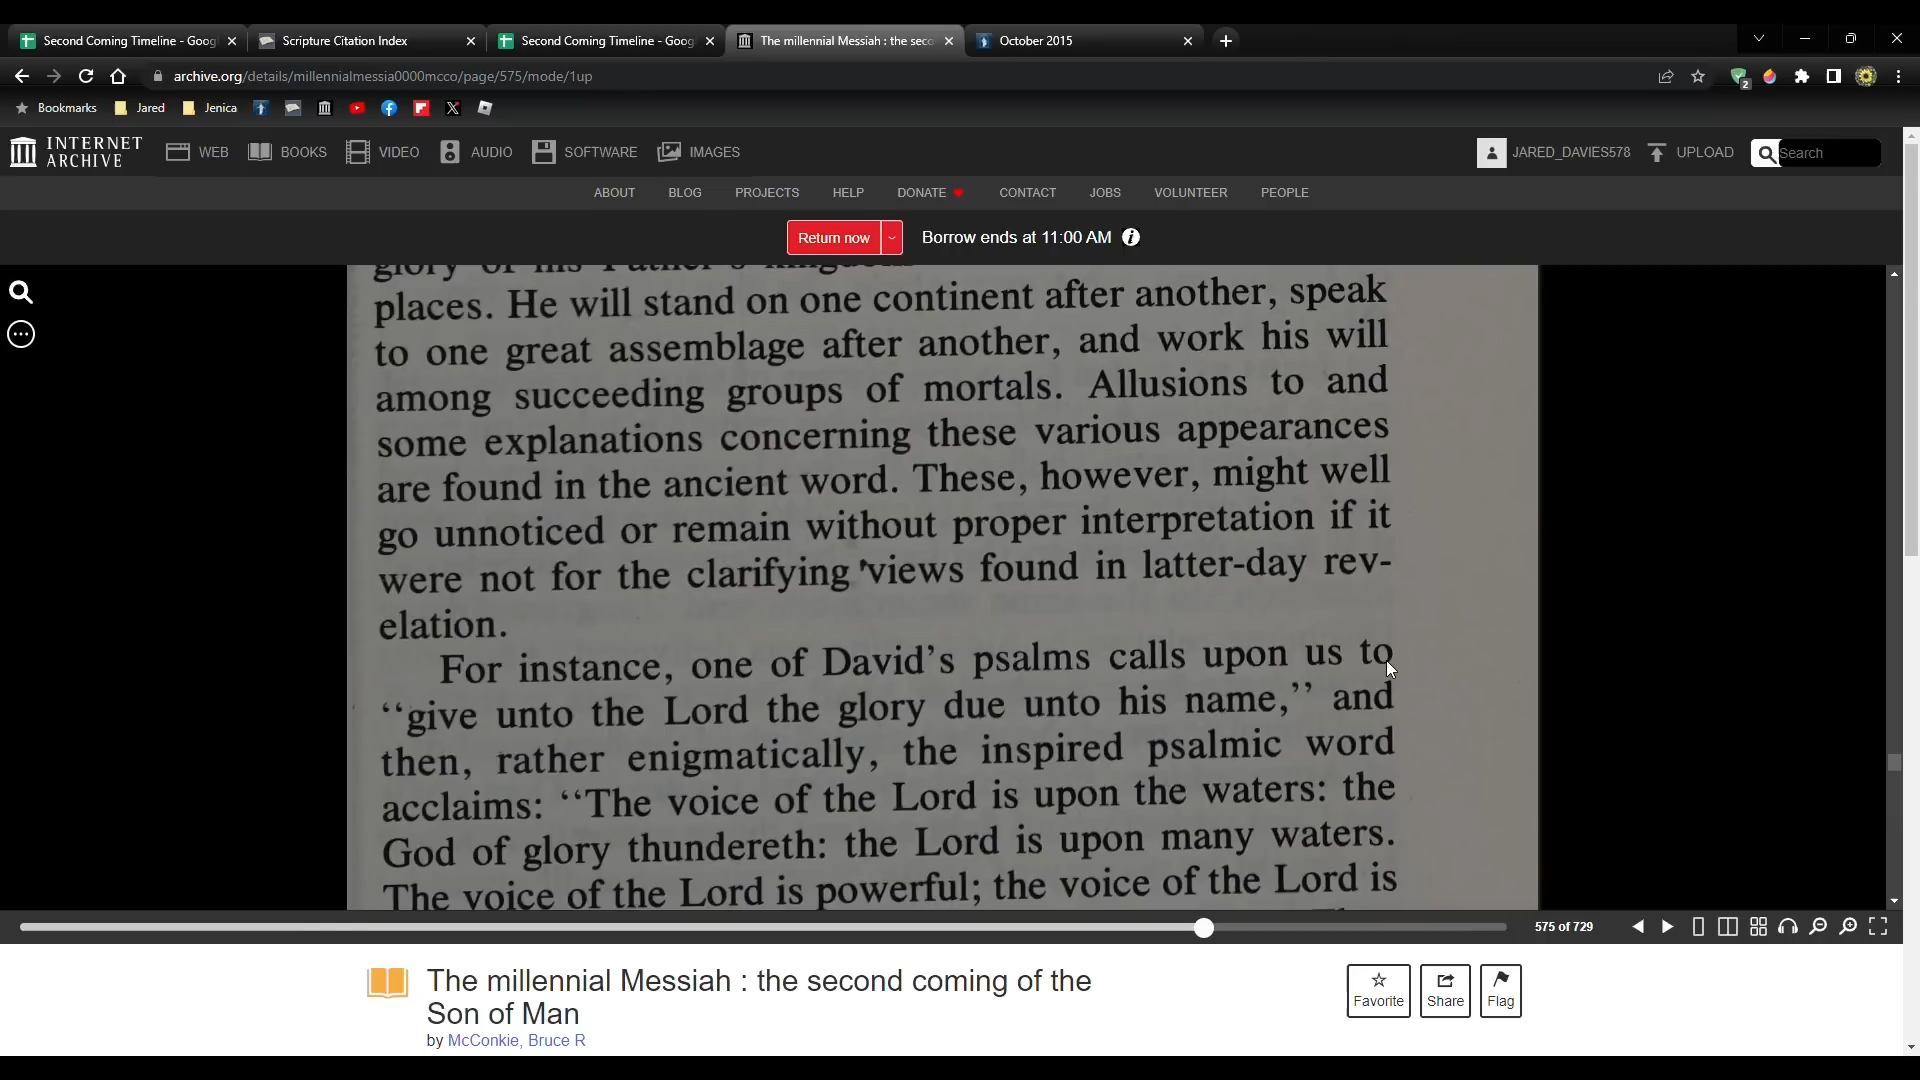 Second Coming Timeline - Goog
Scripture Citation Index
Second Coming Timeline - Goog
The millennial Messiah : the seco
October 2015
archive.org/details/millennialmessia0000mcco/page/575/mode/1up
2
Bookmarks
Jared
Jenica
INTERNET ARCHIVE
WEB
BOOKS
VIDEO
AUDIO
SOFTWARE
IMAGES
JARED_DAVIES578
UPLOAD
Search
ABOUT
BLOG
PROJECTS
HELP
DONATE
CONTACT
JOBS
VOLUNTEER
PEOPLE
Return now
Borrow ends at 11:00 AM
glory of his Father's kingdom
places. He will stand on one continent after another, speak
to one great assemblage after another, and work his will
among succeeding groups of mortals. Allusions to and
some explanations concerning these various appearances
are found in the ancient word. These, however, might well
go unnoticed or remain without proper interpretation if it
were not for the clarifying views found in latter-day rev-
elation.
For instance, one of David's psalms calls upon us to
"give unto the Lord the glory due unto his name," and
then, rather enigmatically, the inspired psalmic word
acclaims: "The voice of the Lord is upon the waters: the
God of glory thundereth: the Lord is upon many waters.
The voice of the Lord is powerful; the voice of the Lord is
575 of 729
The millennial Messiah : the second coming of the
Son of Man
by McConkie, Bruce R
Favorite
Share
Flag